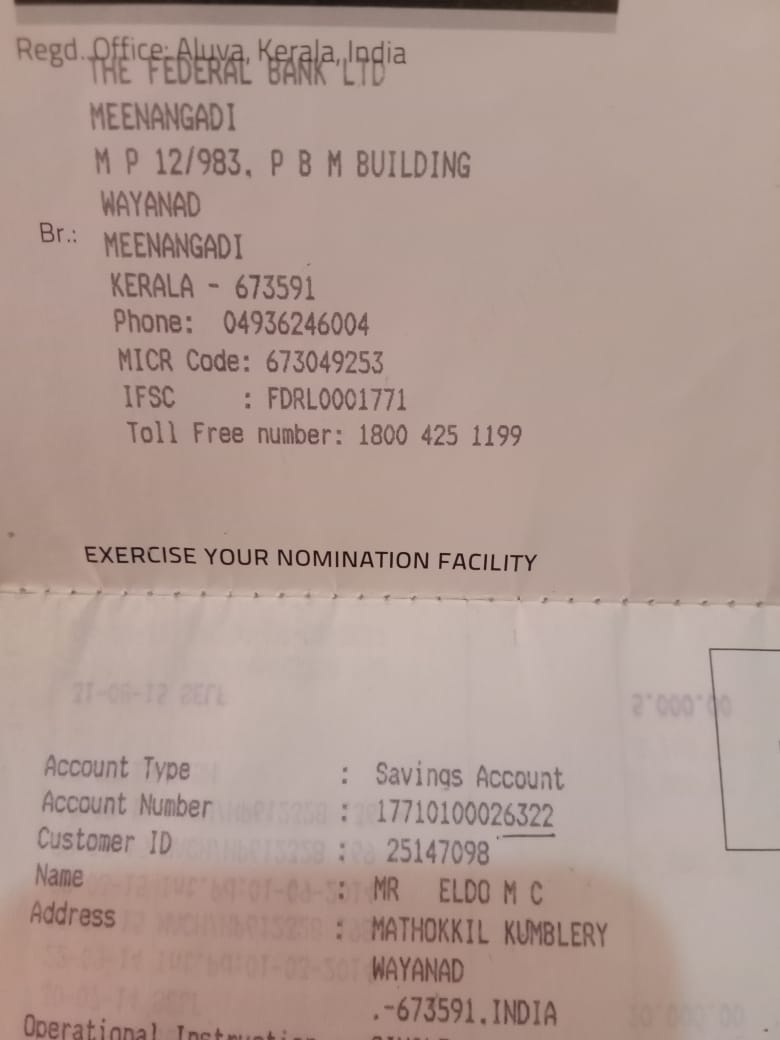 Regd. Office: Aluva, Kerala, India
THE FEDERAL BANK LTD
MEENANGADI
M P 12/983, P B M BUILDING
WAYANAD
Br.: MEENANGADI
KERALA - 673591
Phone: 04936246004
MICR Code: 673049253
IFSC : FDRL0001771
Toll Free number: 1800 425 1199
EXERCISE YOUR NOMINATION FACILITY
Account Type : Savings Account
Account Number : 17710100026322
Customer ID : 25147098
Name : MR ELDO M C
Address : MATHOKKIL KUMBLERY
WAYANAD
.-673591.INDIA
Operational Instruction